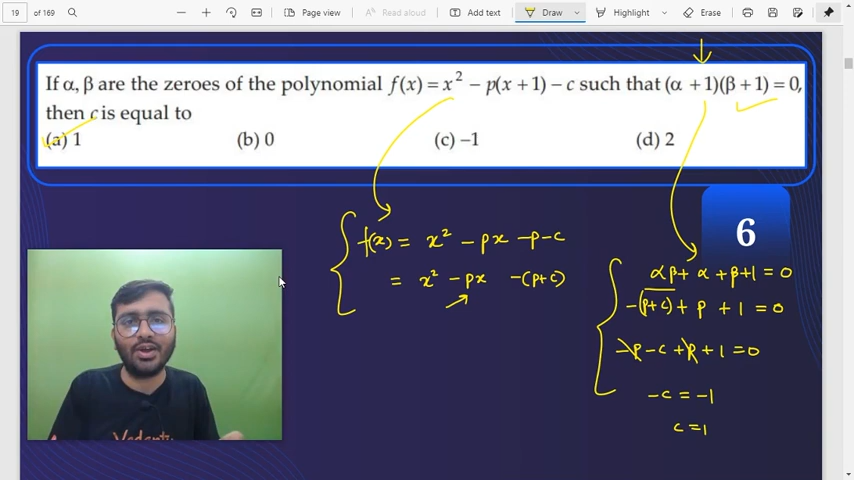 19 of 169 Page view Read aloud Add text Draw Highlight Erase
If α, β are the zeroes of the polynomial f(x) = x² − p(x + 1) − c such that (α + 1)(β + 1) = 0,
then c is equal to
(a) 1 (b) 0 (c) −1 (d) 2
6
f(x) = x² − px − p − c
= x² − px − (p+c)
αβ + α + β + 1 = 0
−(p+c) + p + 1 = 0
−p − c + p + 1 = 0
−c = −1
c = 1
Vedantu